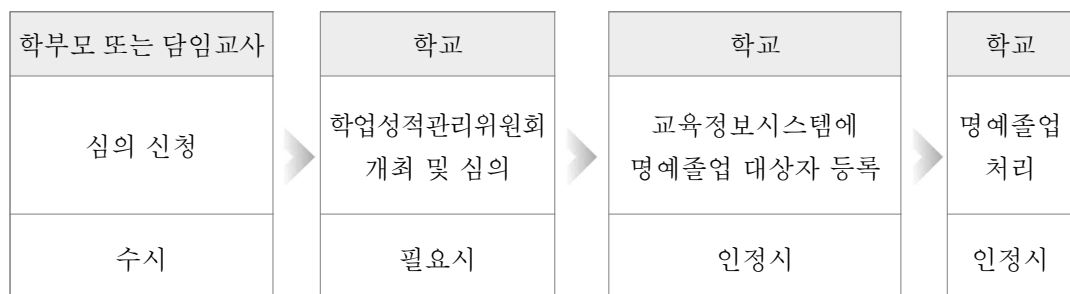 학부모 또는 담임교사
심의 신청
수시
학교
학업성적관리위원회
개최 및 심의
필요시
학교
교육정보시스템에
명예졸업 대상자 등록
인정시
학교
명예졸업
처리
인정시